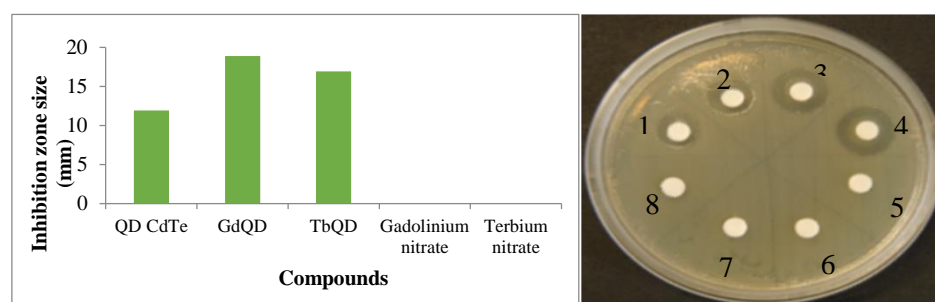 Inhibition zone size
(mm)
20
15
10
5
0
QD CdTe
GdQD
TbQD
Gadolinium
nitrate
Terbium
nitrate
Compounds
1
2
3
4
5
6
7
8